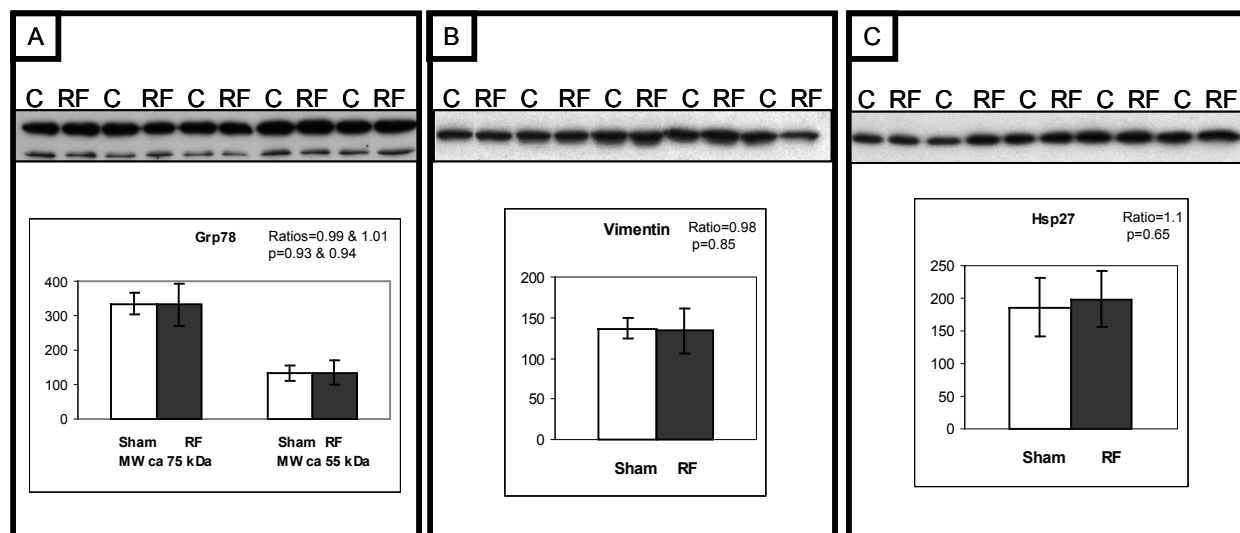 A
C RF C RF C RF C RF C RF
Grp78
Ratios=0.99 & 1.01
p=0.93 & 0.94
400
300
200
100
0
Sham RF Sham RF
MW ca 75 kDa MW ca 55 kDa
B
C RF C RF C RF C RF C RF
Vimentin
Ratio=0.98
p=0.85
200
150
100
50
0
Sham RF
C
C RF C RF C RF C RF C RF
Hsp27
Ratio=1.1
p=0.65
250
200
150
100
50
0
Sham RF